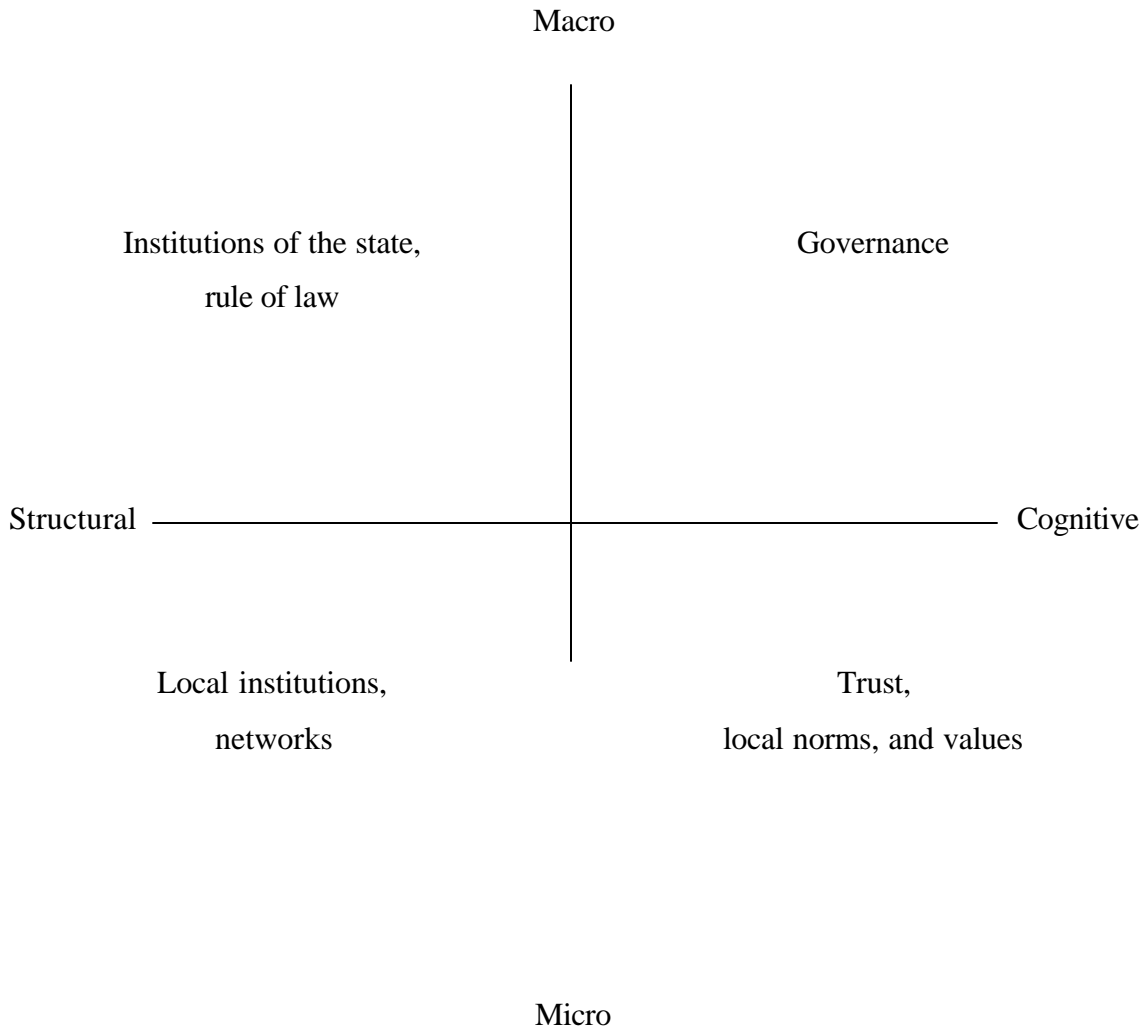 Macro
Institutions of the state,
rule of law
Governance
Structural
Cognitive
Local institutions,
networks
Trust,
local norms, and values
Micro